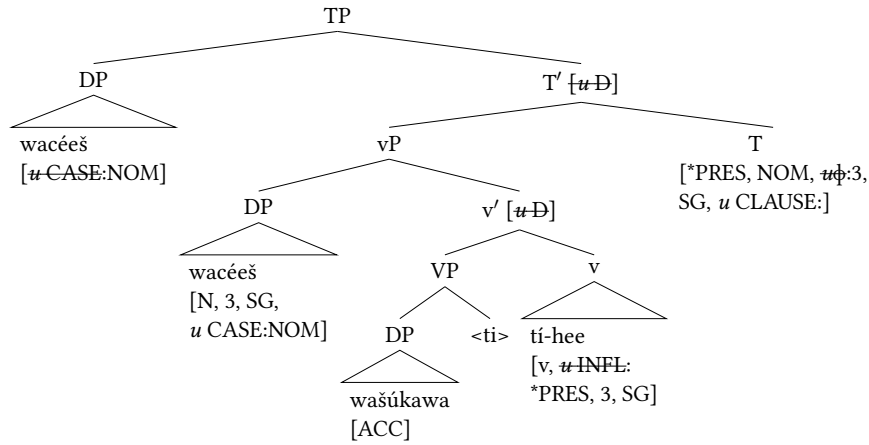 TP
DP
T′ [u D]
wacéeš
[u CASE:NOM]
vP
T
[*PRES, NOM, uϕ:3,
SG, u CLAUSE:]
DP
v′ [u D]
wacéeš
[N, 3, SG,
u CASE:NOM]
VP
v
DP
<ti>
tí-hee
[v, u INFL:
*PRES, 3, SG]
wašúkawa
[ACC]